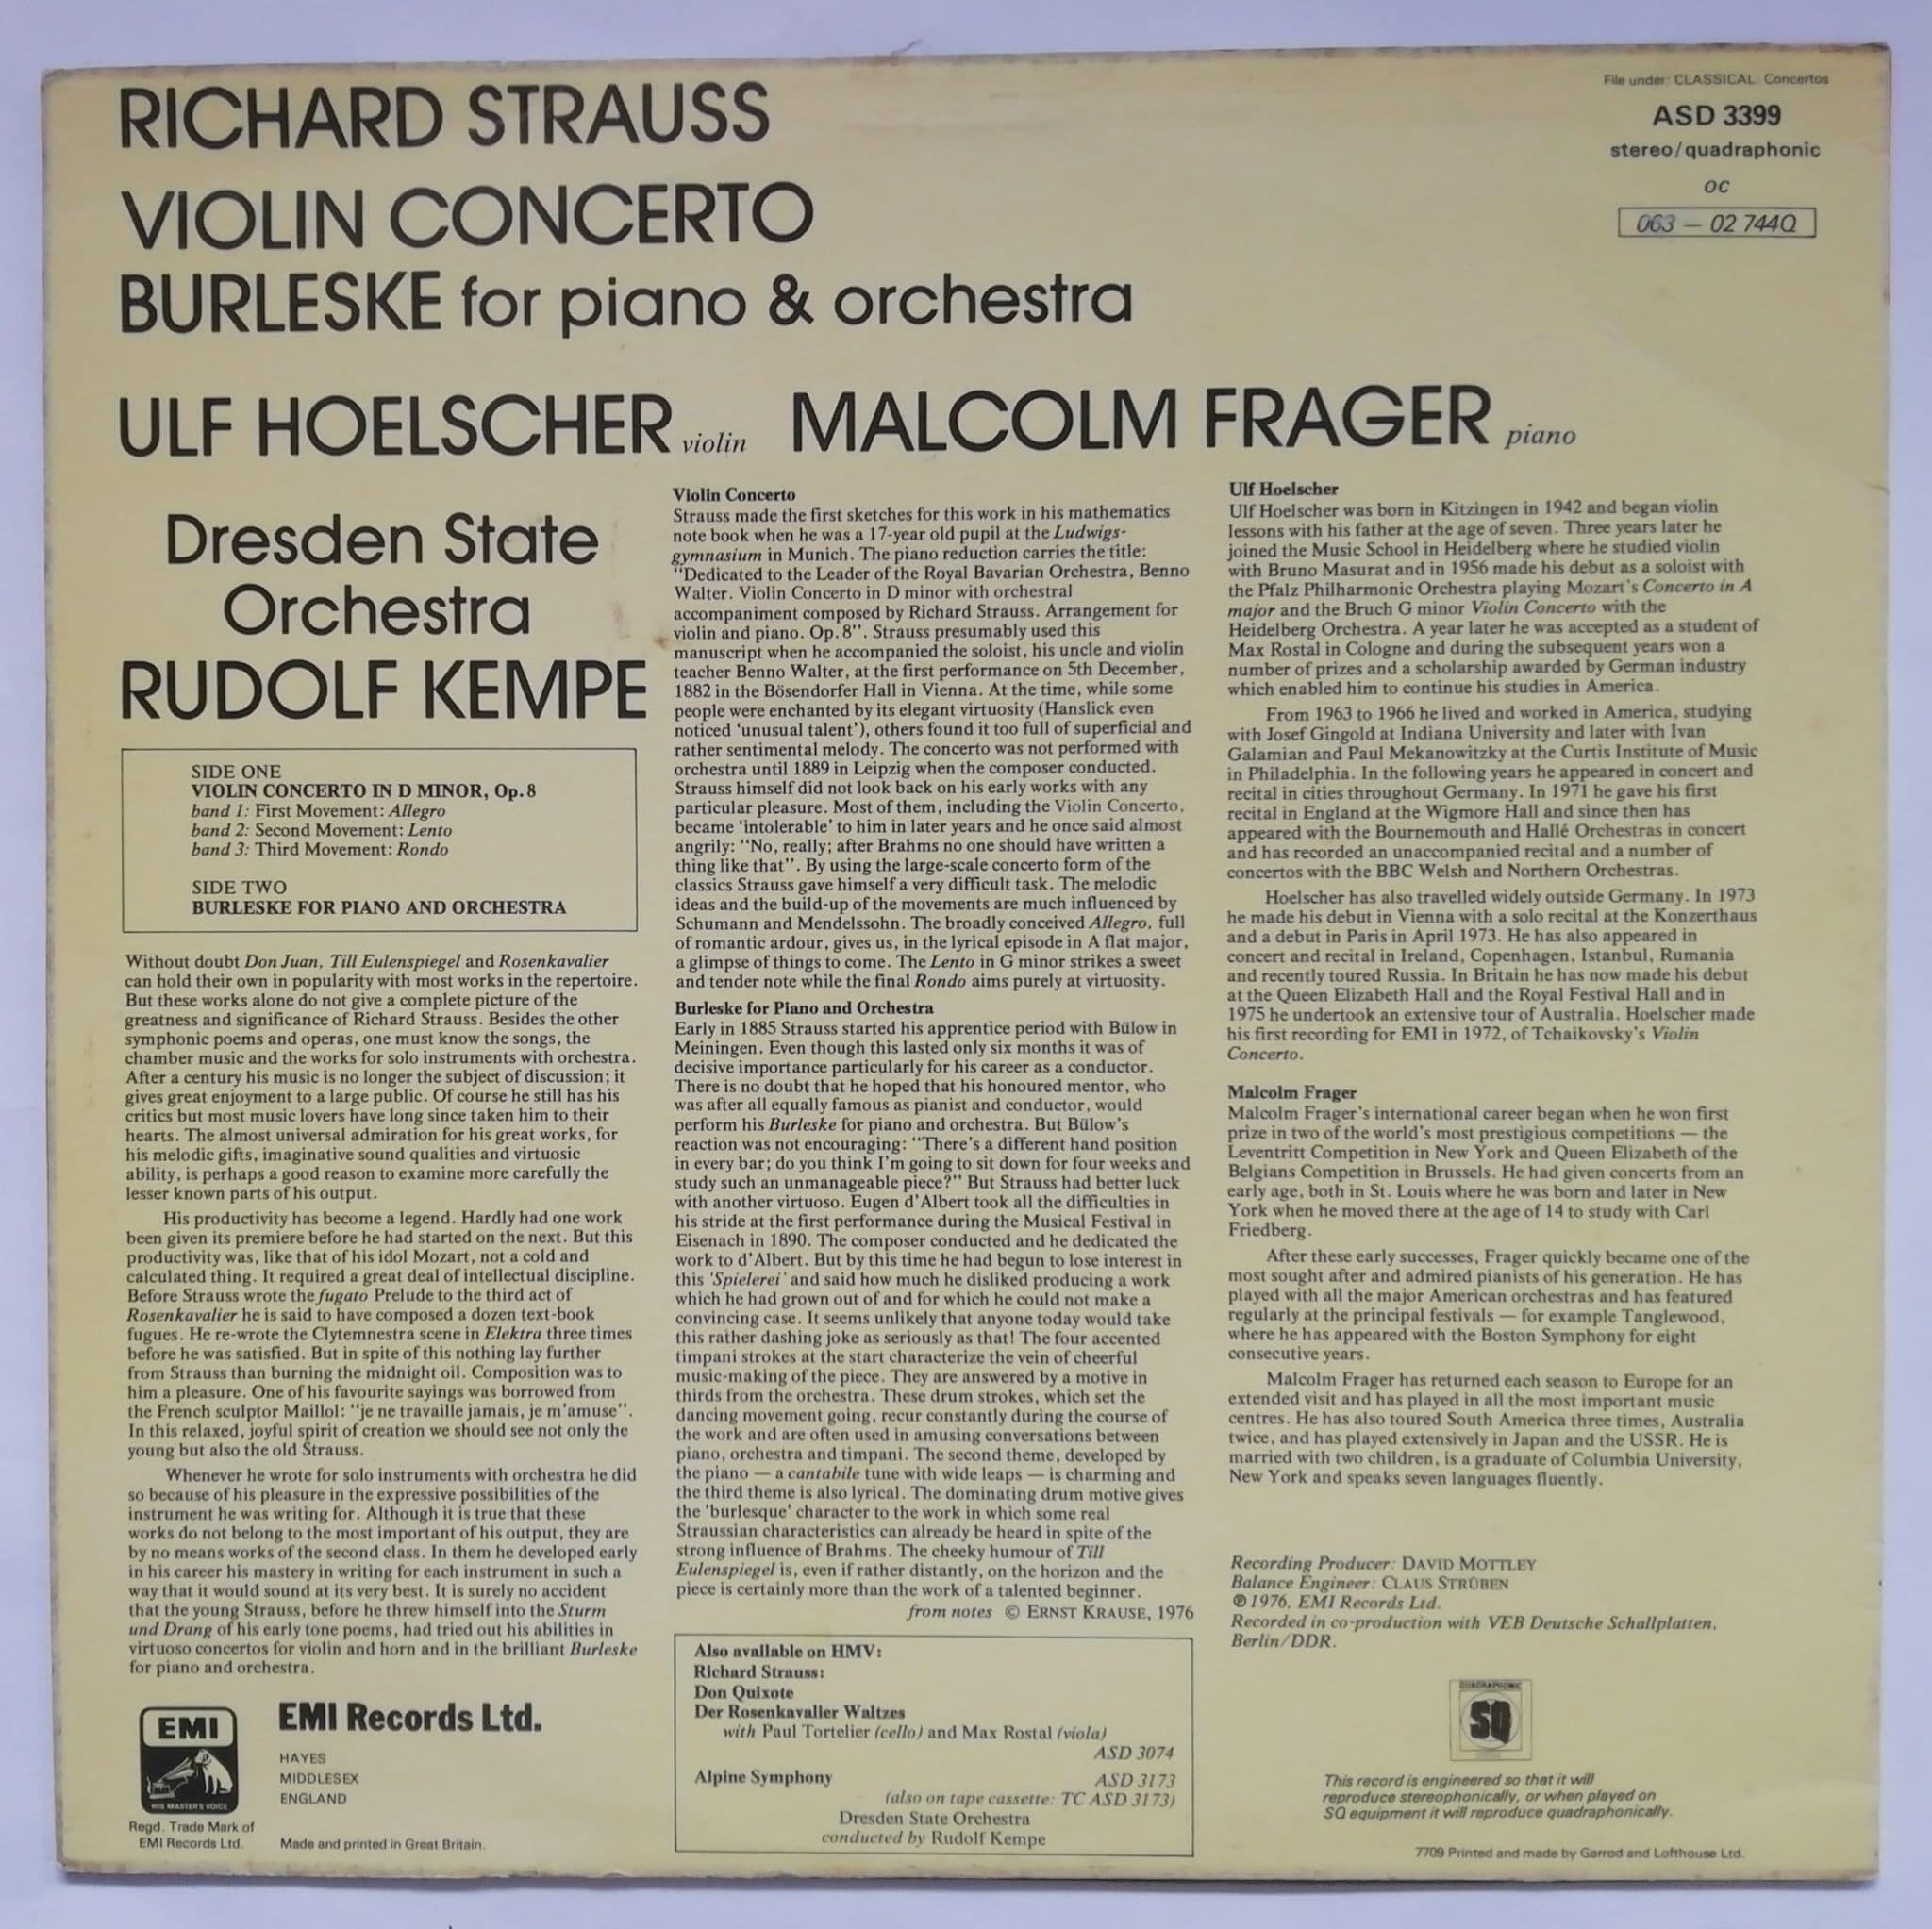 File under: CLASSICAL: Concertos
ASD 3399
stereo/quadraphonic
OC
063 — 02 744Q
RICHARD STRAUSS
VIOLIN CONCERTO
BURLESKE for piano & orchestra
ULF HOELSCHER violin MALCOLM FRAGER piano
Dresden State
Orchestra
RUDOLF KEMPE
SIDE ONE
VIOLIN CONCERTO IN D MINOR, Op. 8
band 1: First Movement: Allegro
band 2: Second Movement: Lento
band 3: Third Movement: Rondo
SIDE TWO
BURLESKE FOR PIANO AND ORCHESTRA
Without doubt Don Juan, Till Eulenspiegel and Rosenkavalier
can hold their own in popularity with most works in the repertoire.
But these works alone do not give a complete picture of the
greatness and significance of Richard Strauss. Besides the other
symphonic poems and operas, one must know the songs, the
chamber music and the works for solo instruments with orchestra.
After a century his music is no longer the subject of discussion; it
gives great enjoyment to a large public. Of course he still has his
critics but most music lovers have long since taken him to their
hearts. The almost universal admiration for his great works, for
his melodic gifts, imaginative sound qualities and virtuosic
ability, is perhaps a good reason to examine more carefully the
lesser known parts of his output.
His productivity has become a legend. Hardly had one work
been given its premiere before he had started on the next. But this
productivity was, like that of his idol Mozart, not a cold and
calculated thing. It required a great deal of intellectual discipline.
Before Strauss wrote the fugato Prelude to the third act of
Rosenkavalier he is said to have composed a dozen text-book
fugues. He re-wrote the Clytemnestra scene in Elektra three times
before he was satisfied. But in spite of this nothing lay further
from Strauss than burning the midnight oil. Composition was to
him a pleasure. One of his favourite sayings was borrowed from
the French sculptor Maillol: "je ne travaille jamais, je m'amuse".
In this relaxed, joyful spirit of creation we should see not only the
young but also the old Strauss.
Whenever he wrote for solo instruments with orchestra he did
so because of his pleasure in the expressive possibilities of the
instrument he was writing for. Although it is true that these
works do not belong to the most important of his output, they are
by no means works of the second class. In them he developed early
in his career his mastery in writing for each instrument in such a
way that it would sound at its very best. It is surely no accident
that the young Strauss, before he threw himself into the Sturm
und Drang of his early tone poems, had tried out his abilities in
virtuoso concertos for violin and horn and in the brilliant Burleske
for piano and orchestra.
EMI
HIS MASTER'S VOICE
Regd. Trade Mark of
EMI Records Ltd.
EMI Records Ltd.
HAYES
MIDDLESEX
ENGLAND
Made and printed in Great Britain.
Violin Concerto
Strauss made the first sketches for this work in his mathematics
note book when he was a 17-year old pupil at the Ludwigs-
gymnasium in Munich. The piano reduction carries the title:
"Dedicated to the Leader of the Royal Bavarian Orchestra, Benno
Walter. Violin Concerto in D minor with orchestral
accompaniment composed by Richard Strauss. Arrangement for
violin and piano. Op. 8". Strauss presumably used this
manuscript when he accompanied the soloist, his uncle and violin
teacher Benno Walter, at the first performance on 5th December,
1882 in the Bösendorfer Hall in Vienna. At the time, while some
people were enchanted by its elegant virtuosity (Hanslick even
noticed 'unusual talent'), others found it too full of superficial and
rather sentimental melody. The concerto was not performed with
orchestra until 1889 in Leipzig when the composer conducted.
Strauss himself did not look back on his early works with any
particular pleasure. Most of them, including the Violin Concerto,
became 'intolerable' to him in later years and he once said almost
angrily: "No, really; after Brahms no one should have written a
thing like that". By using the large-scale concerto form of the
classics Strauss gave himself a very difficult task. The melodic
ideas and the build-up of the movements are much influenced by
Schumann and Mendelssohn. The broadly conceived Allegro, full
of romantic ardour, gives us, in the lyrical episode in A flat major,
a glimpse of things to come. The Lento in G minor strikes a sweet
and tender note while the final Rondo aims purely at virtuosity.
Burleske for Piano and Orchestra
Early in 1885 Strauss started his apprentice period with Bülow in
Meiningen. Even though this lasted only six months it was of
decisive importance particularly for his career as a conductor.
There is no doubt that he hoped that his honoured mentor, who
was after all equally famous as pianist and conductor, would
perform his Burleske for piano and orchestra. But Bülow's
reaction was not encouraging: "There's a different hand position
in every bar; do you think I'm going to sit down for four weeks and
study such an unmanageable piece?" But Strauss had better luck
with another virtuoso. Eugen d'Albert took all the difficulties in
his stride at the first performance during the Musical Festival in
Eisenach in 1890. The composer conducted and he dedicated the
work to d'Albert. But by this time he had begun to lose interest in
this 'Spielerei' and said how much he disliked producing a work
which he had grown out of and for which he could not make a
convincing case. It seems unlikely that anyone today would take
this rather dashing joke as seriously as that! The four accented
timpani strokes at the start characterize the vein of cheerful
music-making of the piece. They are answered by a motive in
thirds from the orchestra. These drum strokes, which set the
dancing movement going, recur constantly during the course of
the work and are often used in amusing conversations between
piano, orchestra and timpani. The second theme, developed by
the piano — a cantabile tune with wide leaps — is charming and
the third theme is also lyrical. The dominating drum motive gives
the 'burlesque' character to the work in which some real
Straussian characteristics can already be heard in spite of the
strong influence of Brahms. The cheeky humour of Till
Eulenspiegel is, even if rather distantly, on the horizon and the
piece is certainly more than the work of a talented beginner.
from notes © ERNST KRAUSE, 1976
Also available on HMV:
Richard Strauss:
Don Quixote
Der Rosenkavalier Waltzes
with Paul Tortelier (cello) and Max Rostal (viola)
ASD 3074
Alpine Symphony ASD 3173
(also on tape cassette: TC ASD 3173)
Dresden State Orchestra
conducted by Rudolf Kempe
Ulf Hoelscher
Ulf Hoelscher was born in Kitzingen in 1942 and began violin
lessons with his father at the age of seven. Three years later he
joined the Music School in Heidelberg where he studied violin
with Bruno Masurat and in 1956 made his debut as a soloist with
the Pfalz Philharmonic Orchestra playing Mozart's Concerto in A
major and the Bruch G minor Violin Concerto with the
Heidelberg Orchestra. A year later he was accepted as a student of
Max Rostal in Cologne and during the subsequent years won a
number of prizes and a scholarship awarded by German industry
which enabled him to continue his studies in America.
From 1963 to 1966 he lived and worked in America, studying
with Josef Gingold at Indiana University and later with Ivan
Galamian and Paul Mekanowitzky at the Curtis Institute of Music
in Philadelphia. In the following years he appeared in concert and
recital in cities throughout Germany. In 1971 he gave his first
recital in England at the Wigmore Hall and since then has
appeared with the Bournemouth and Hallé Orchestras in concert
and has recorded an unaccompanied recital and a number of
concertos with the BBC Welsh and Northern Orchestras.
Hoelscher has also travelled widely outside Germany. In 1973
he made his debut in Vienna with a solo recital at the Konzerthaus
and a debut in Paris in April 1973. He has also appeared in
concert and recital in Ireland, Copenhagen, Istanbul, Rumania
and recently toured Russia. In Britain he has now made his debut
at the Queen Elizabeth Hall and the Royal Festival Hall and in
1975 he undertook an extensive tour of Australia. Hoelscher made
his first recording for EMI in 1972, of Tchaikovsky's Violin
Concerto.
Malcolm Frager
Malcolm Frager's international career began when he won first
prize in two of the world's most prestigious competitions — the
Leventritt Competition in New York and Queen Elizabeth of the
Belgians Competition in Brussels. He had given concerts from an
early age, both in St. Louis where he was born and later in New
York when he moved there at the age of 14 to study with Carl
Friedberg.
After these early successes, Frager quickly became one of the
most sought after and admired pianists of his generation. He has
played with all the major American orchestras and has featured
regularly at the principal festivals — for example Tanglewood,
where he has appeared with the Boston Symphony for eight
consecutive years.
Malcolm Frager has returned each season to Europe for an
extended visit and has played in all the most important music
centres. He has also toured South America three times, Australia
twice, and has played extensively in Japan and the USSR. He is
married with two children, is a graduate of Columbia University,
New York and speaks seven languages fluently.
Recording Producer: DAVID MOTTLEY
Balance Engineer: CLAUS STRÜBEN
℗ 1976, EMI Records Ltd.
Recorded in co-production with VEB Deutsche Schallplatten,
Berlin/DDR.
QUADRAPHONIC
SQ
This record is engineered so that it will
reproduce stereophonically, or when played on
SQ equipment it will reproduce quadraphonically.
7709 Printed and made by Garrod and Lofthouse Ltd.